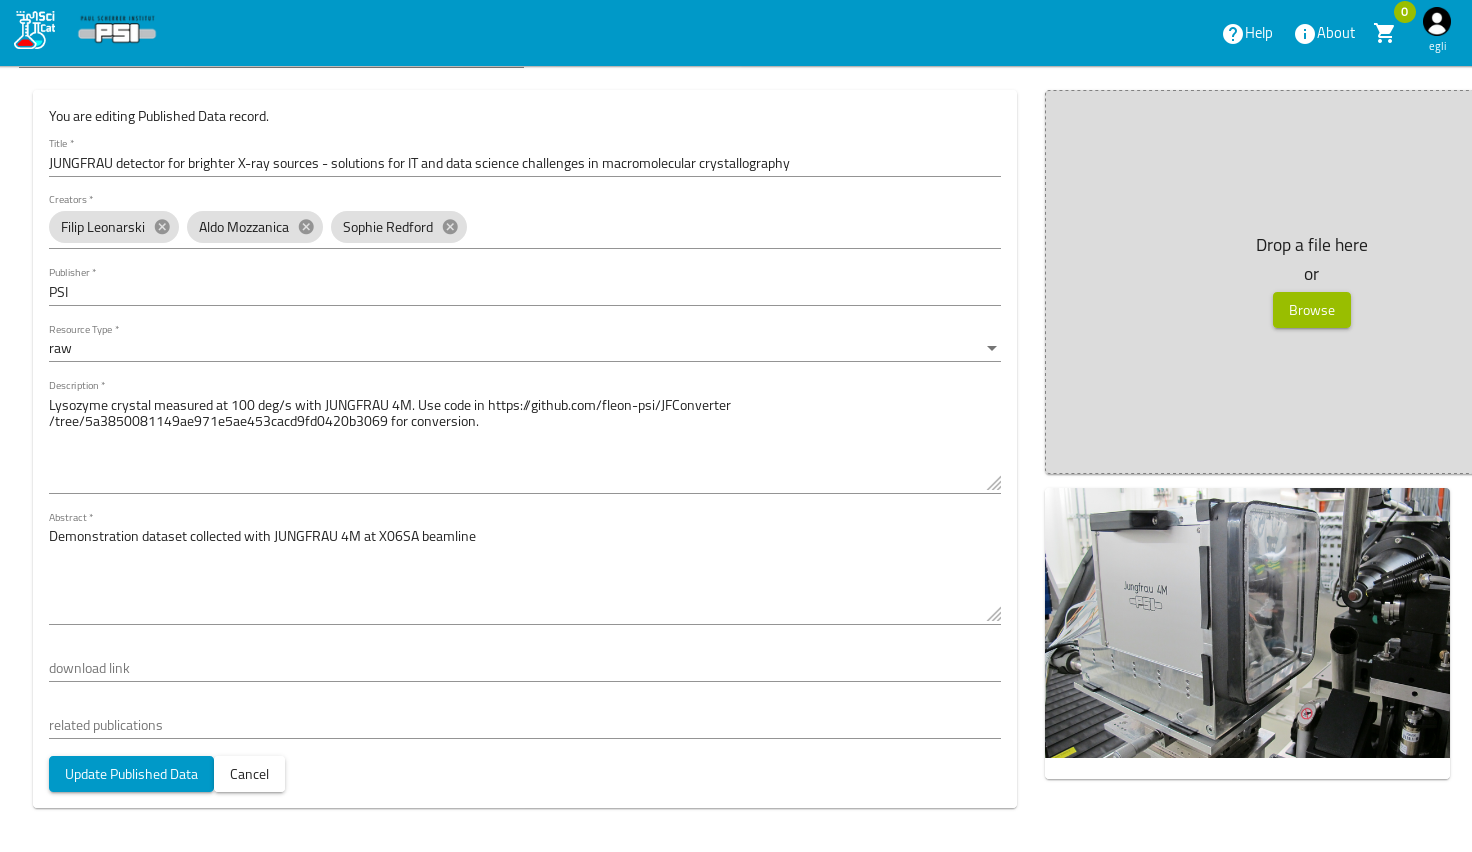 Sci
Cat
PAUL SCHERRER INSTITUT
PSI
Help
About
0
egli
You are editing Published Data record.
Title *
JUNGFRAU detector for brighter X-ray sources - solutions for IT and data science challenges in macromolecular crystallography
Creators *
Filip Leonarski
Aldo Mozzanica
Sophie Redford
Publisher *
PSI
Resource Type *
raw
Description *
Lysozyme crystal measured at 100 deg/s with JUNGFRAU 4M. Use code in https://github.com/fleon-psi/JFConverter
/tree/5a3850081149ae971e5ae453cacd9fd0420b3069 for conversion.
Abstract *
Demonstration dataset collected with JUNGFRAU 4M at X06SA beamline
download link
related publications
Update Published Data
Cancel
Drop a file here
or
Browse
Jungfrau 4M
PSI